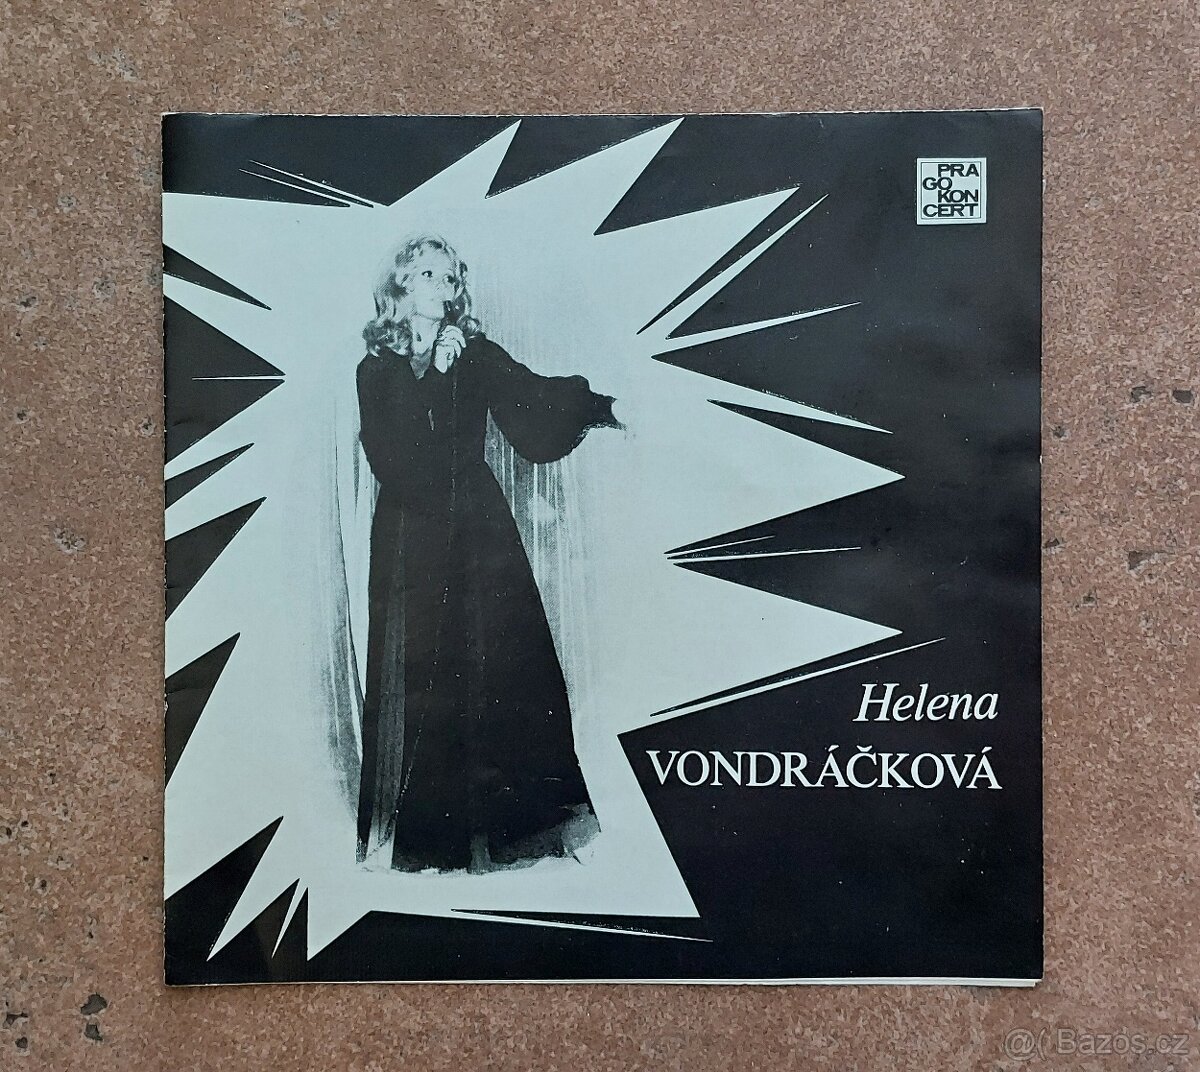 PRA
GO
KON
CERT
Helena
VONDRÁČKOVÁ
@( Bazos.cz